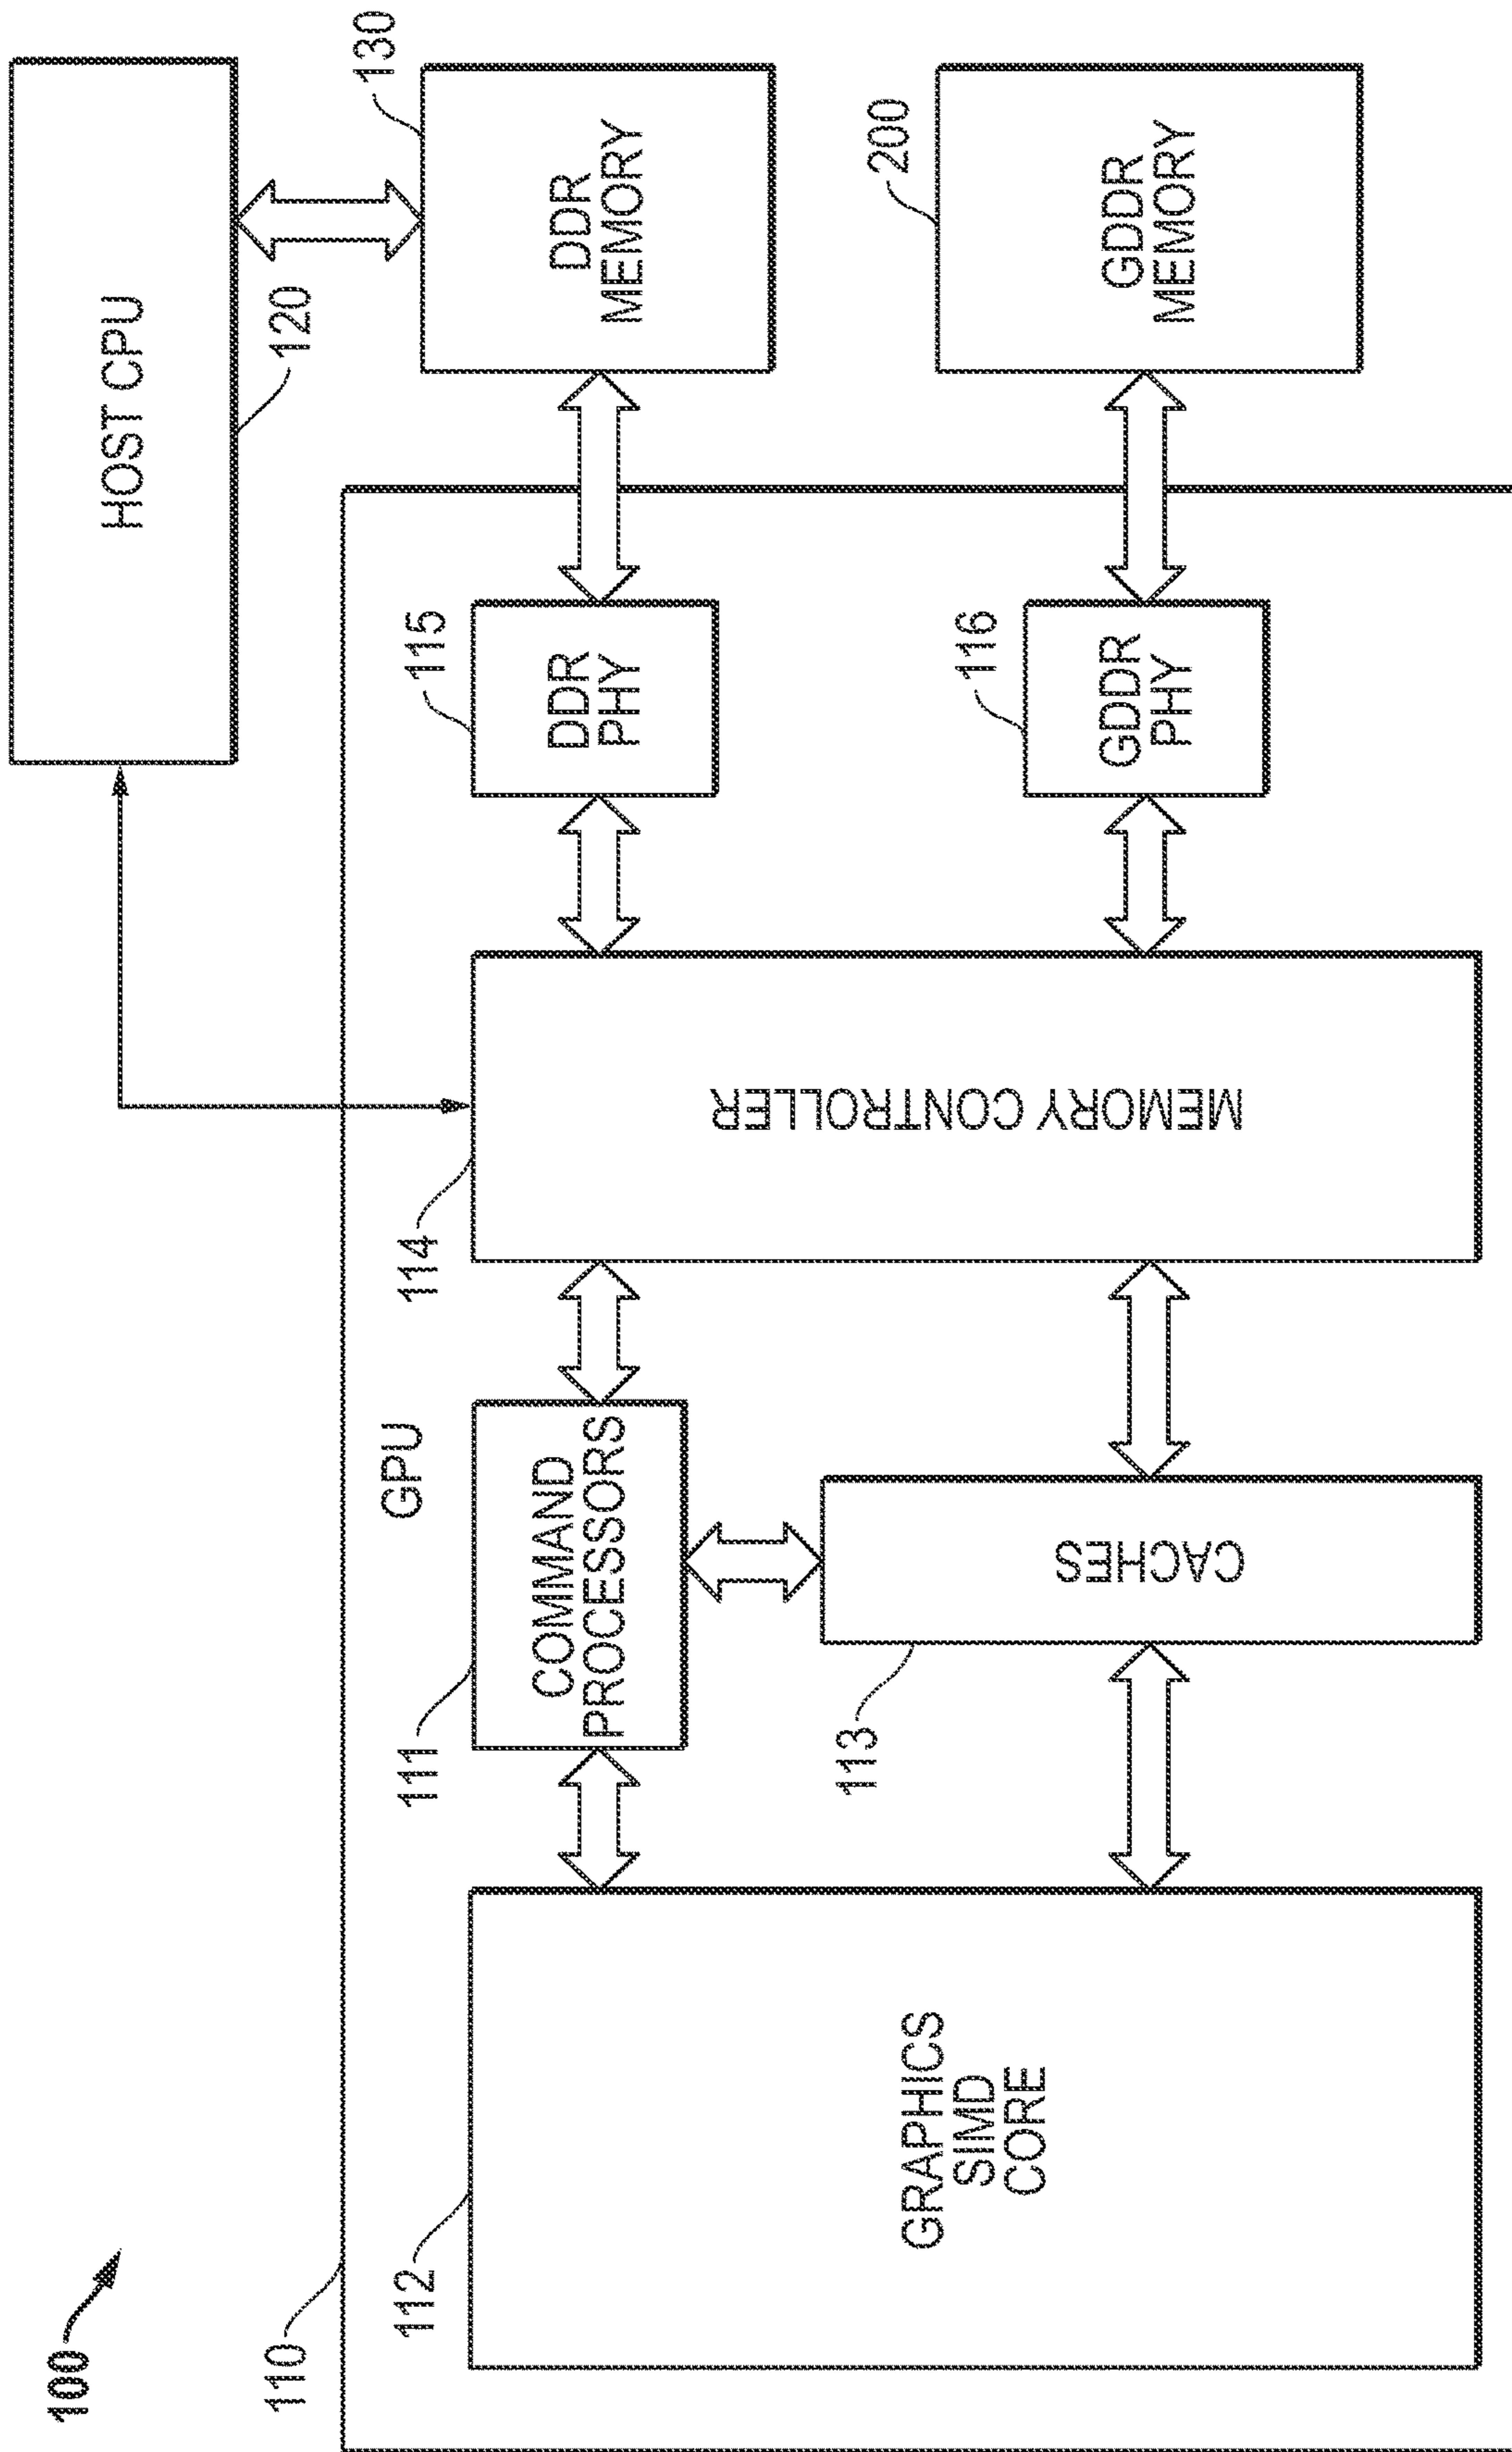 100
HOST CPU
120
110
GPU
112
GRAPHICS
SIMD
CORE
111
COMMAND
PROCESSORS
113
CACHES
114
MEMORY CONTROLLER
115
DDR
PHY
116
GDDR
PHY
130
DDR
MEMORY
200
GDDR
MEMORY